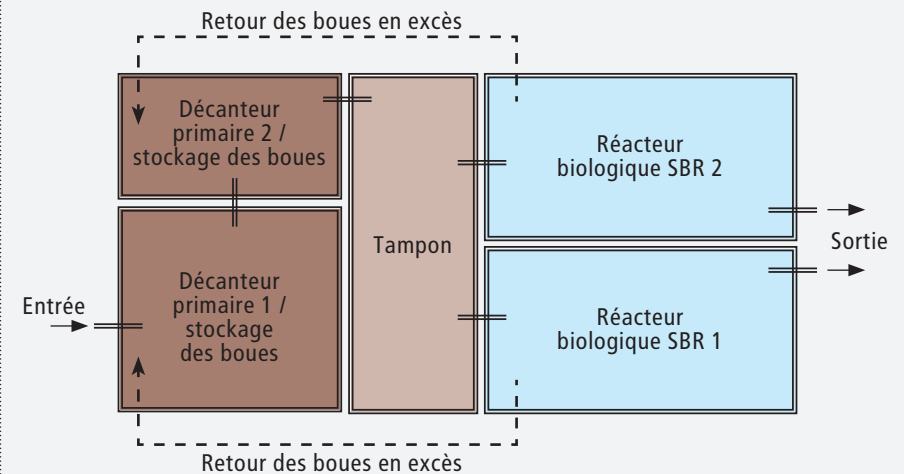 Retour des boues en excès
Décanteur
primaire 2 /
stockage des boues
Réacteur
biologique SBR 2
Tampon
Sortie
Entrée
Décanteur
primaire 1 /
stockage
des boues
Réacteur
biologique SBR 1
Retour des boues en excès